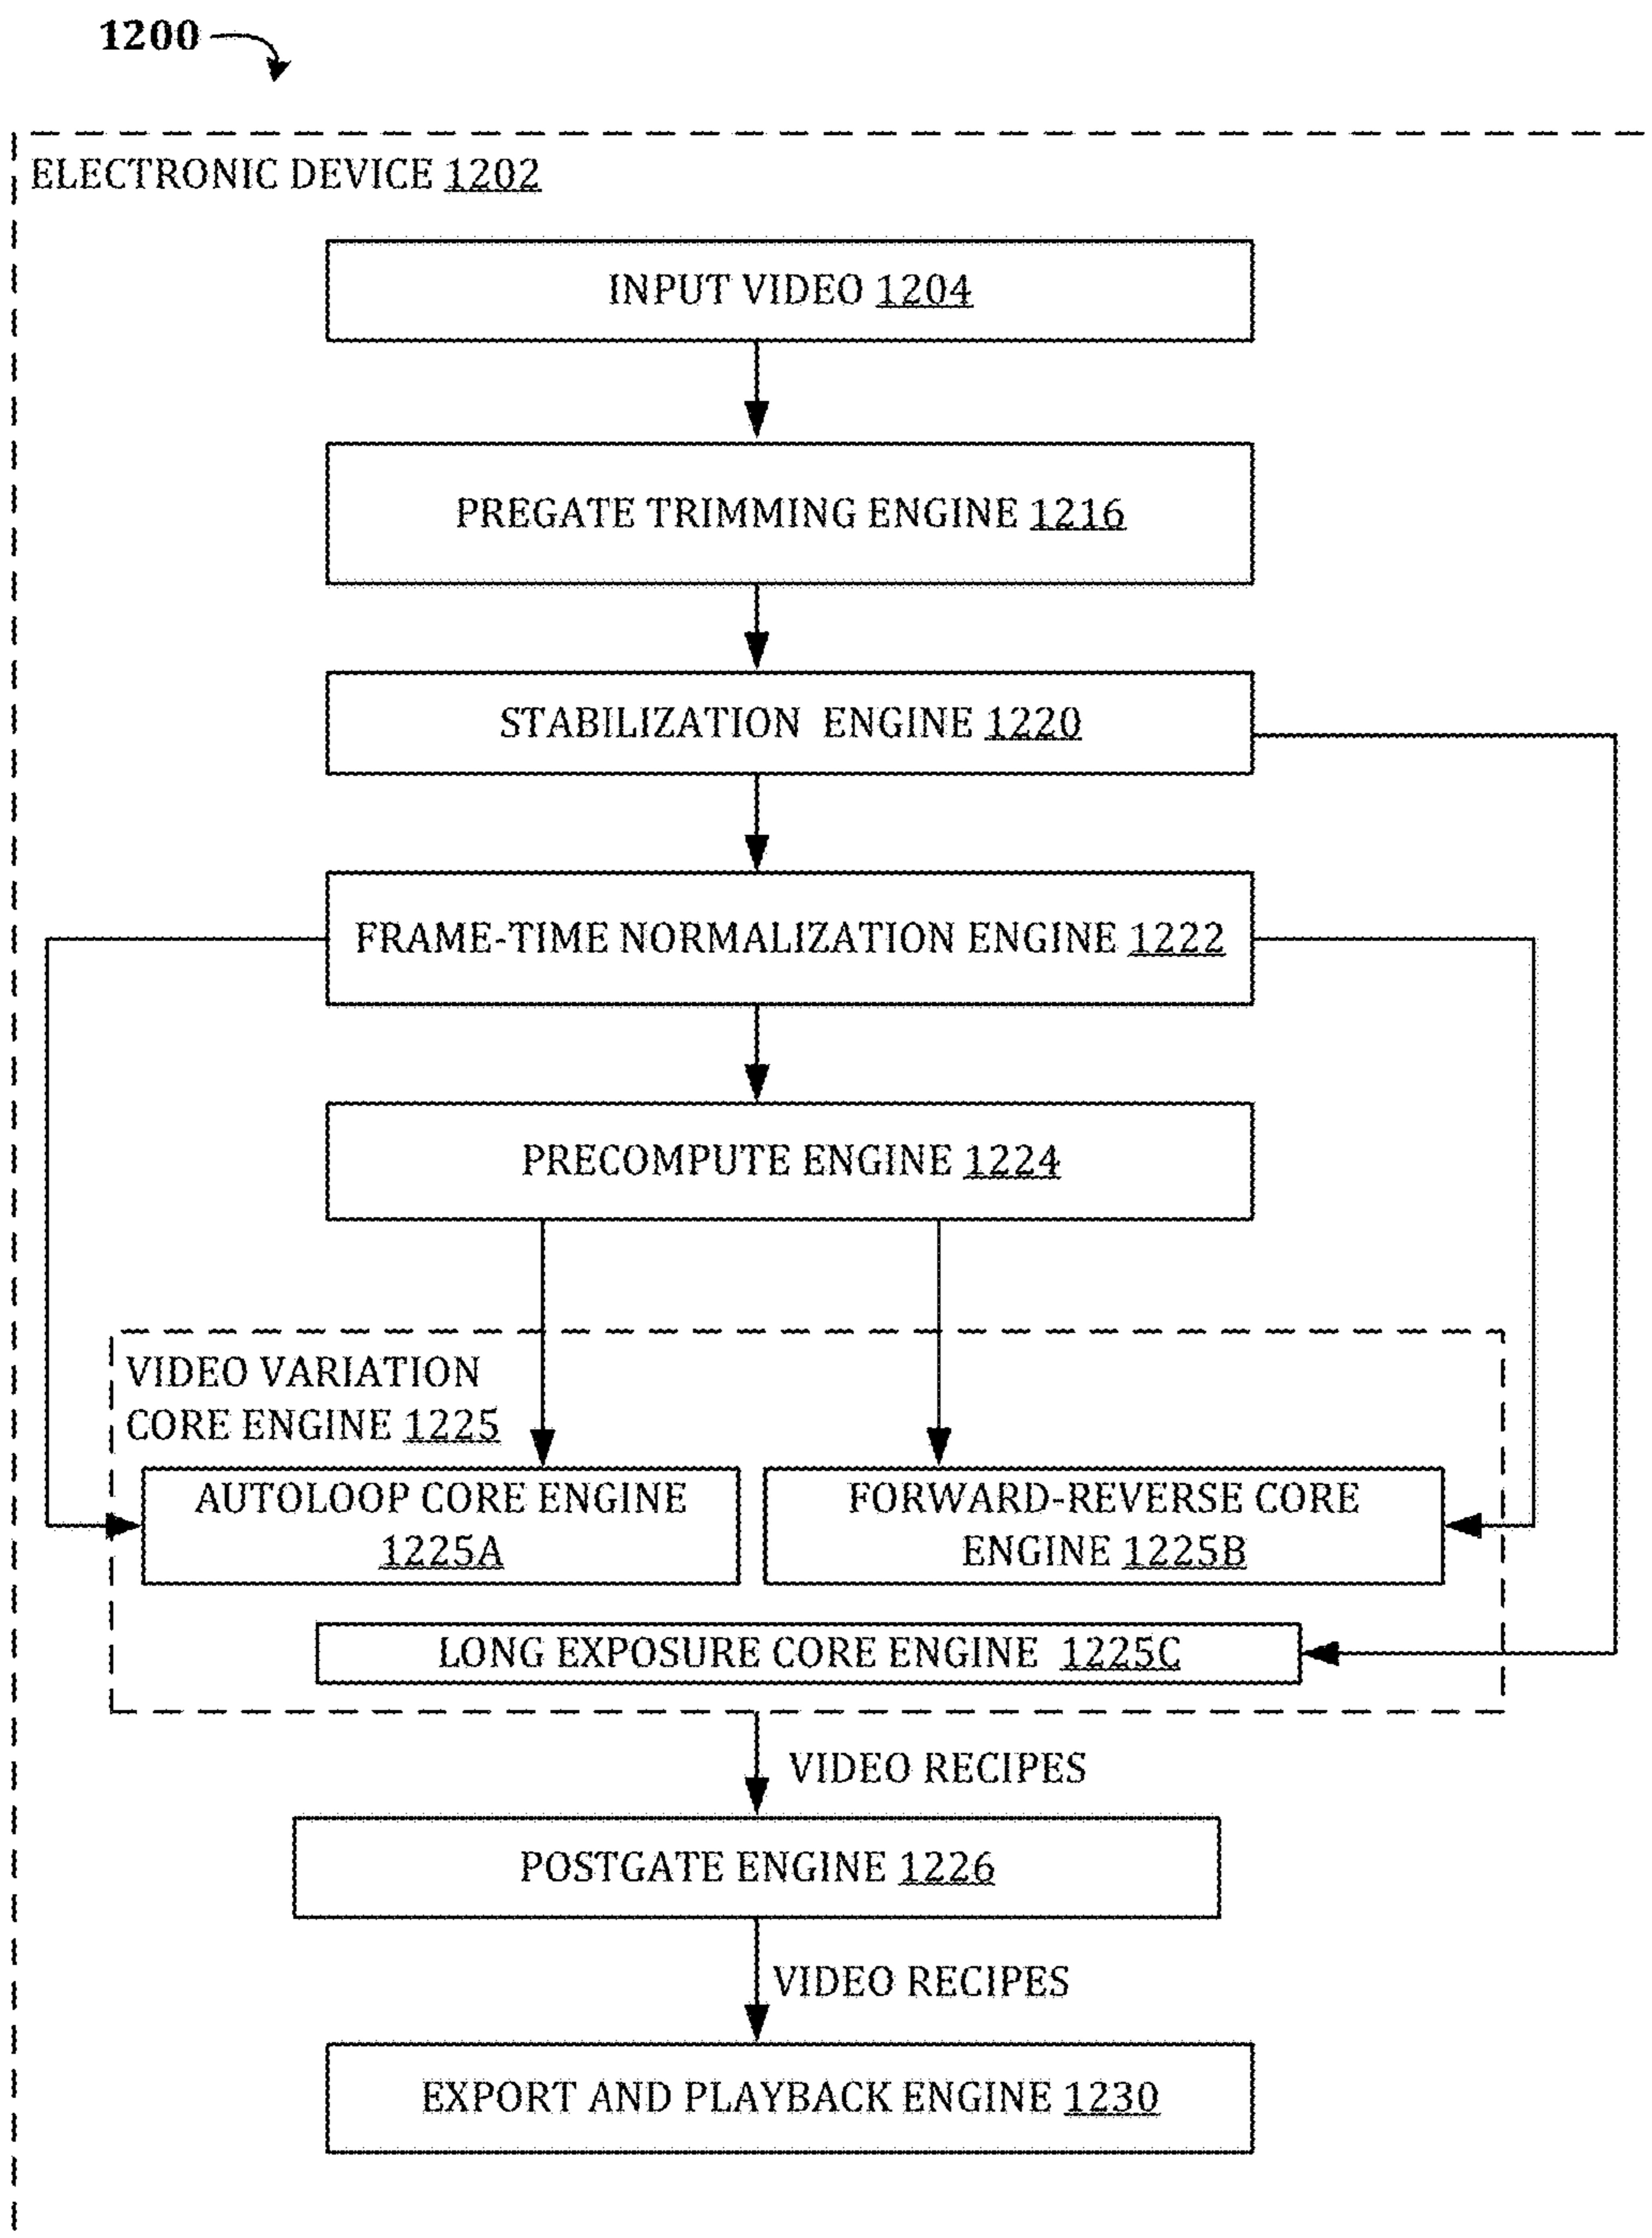 1200
ELECTRONIC DEVICE 1202
INPUT VIDEO 1204
PREGATE TRIMMING ENGINE 1216
STABILIZATION ENGINE 1220
FRAME-TIME NORMALIZATION ENGINE 1222
PRECOMPUTE ENGINE 1224
VIDEO VARIATION
CORE ENGINE 1225
AUTOLOOP CORE ENGINE
1225A
FORWARD-REVERSE CORE
ENGINE 1225B
LONG EXPOSURE CORE ENGINE 1225C
VIDEO RECIPES
POSTGATE ENGINE 1226
VIDEO RECIPES
EXPORT AND PLAYBACK ENGINE 1230